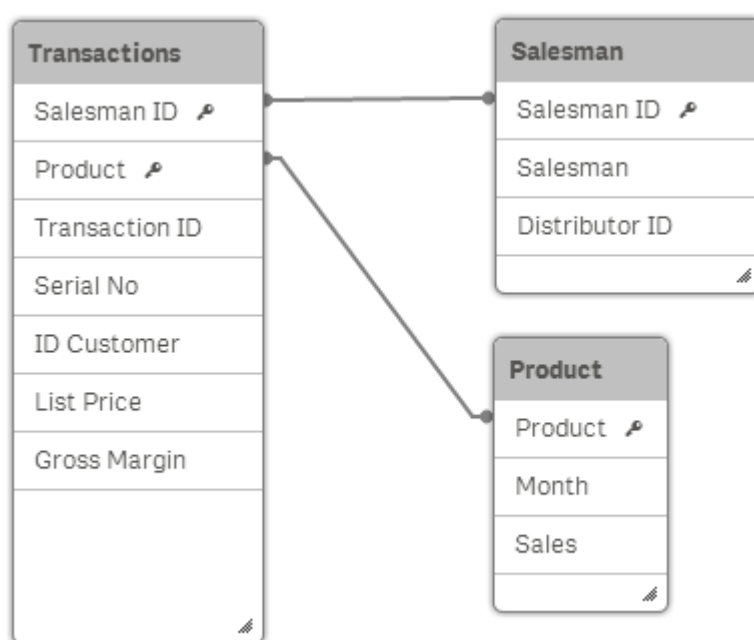 Transactions
Salesman ID
Product
Transaction ID
Serial No
ID Customer
List Price
Gross Margin
Salesman
Salesman ID
Salesman
Distributor ID
Product
Product
Month
Sales